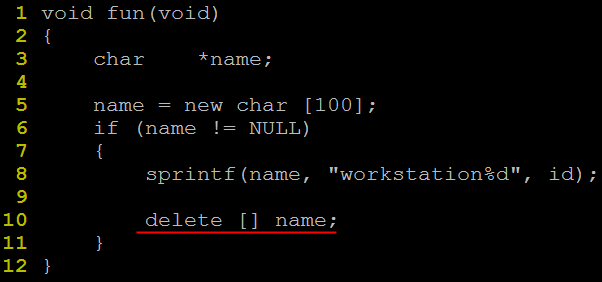 1 void fun(void)
2 {
3     char    *name;
4
5     name = new char [100];
6     if (name != NULL)
7     {
8         sprintf(name, "workstation%d", id);
9
10         delete [] name;
11     }
12 }